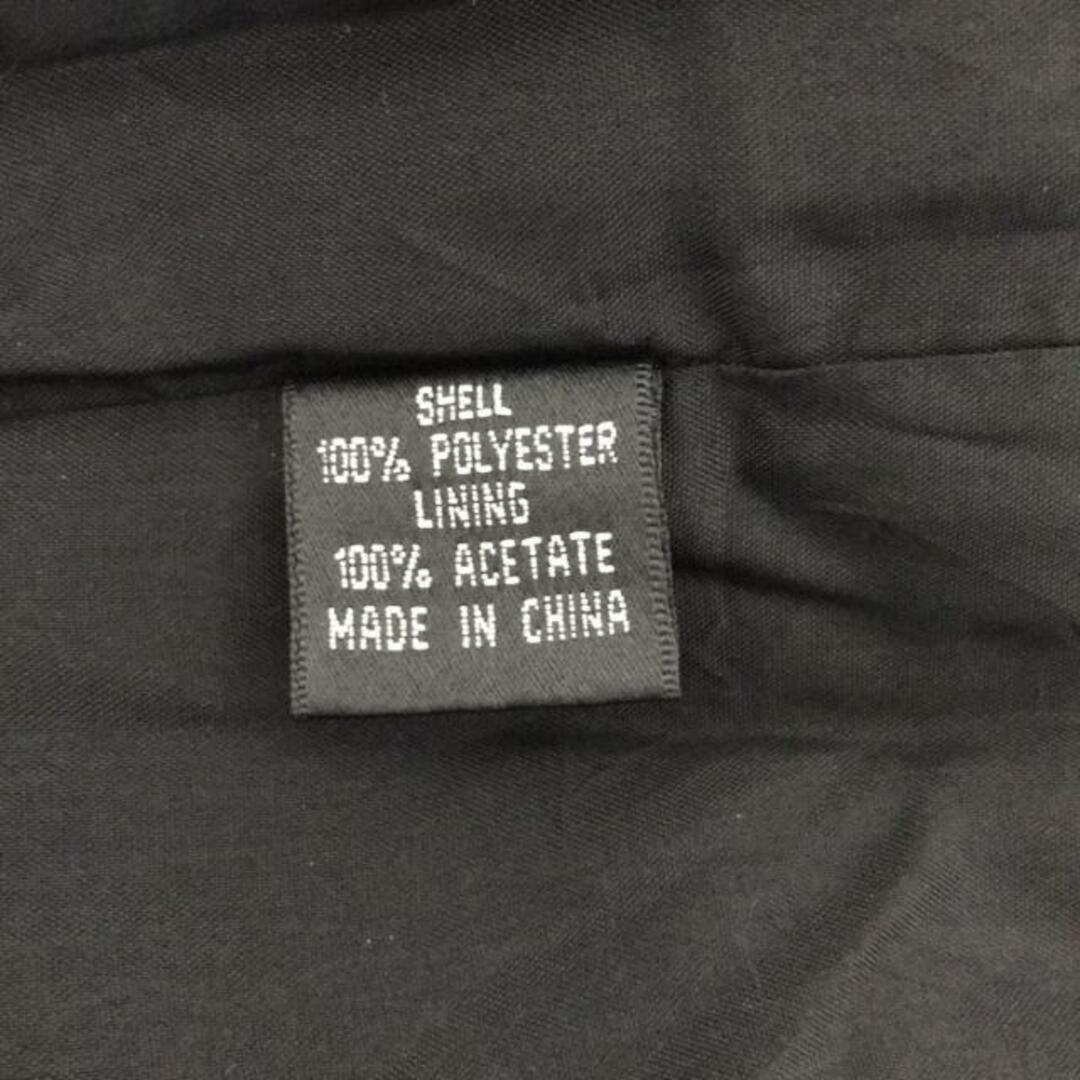 SHELL
100% POLYESTER
LINING
100% ACETATE
MADE IN CHINA